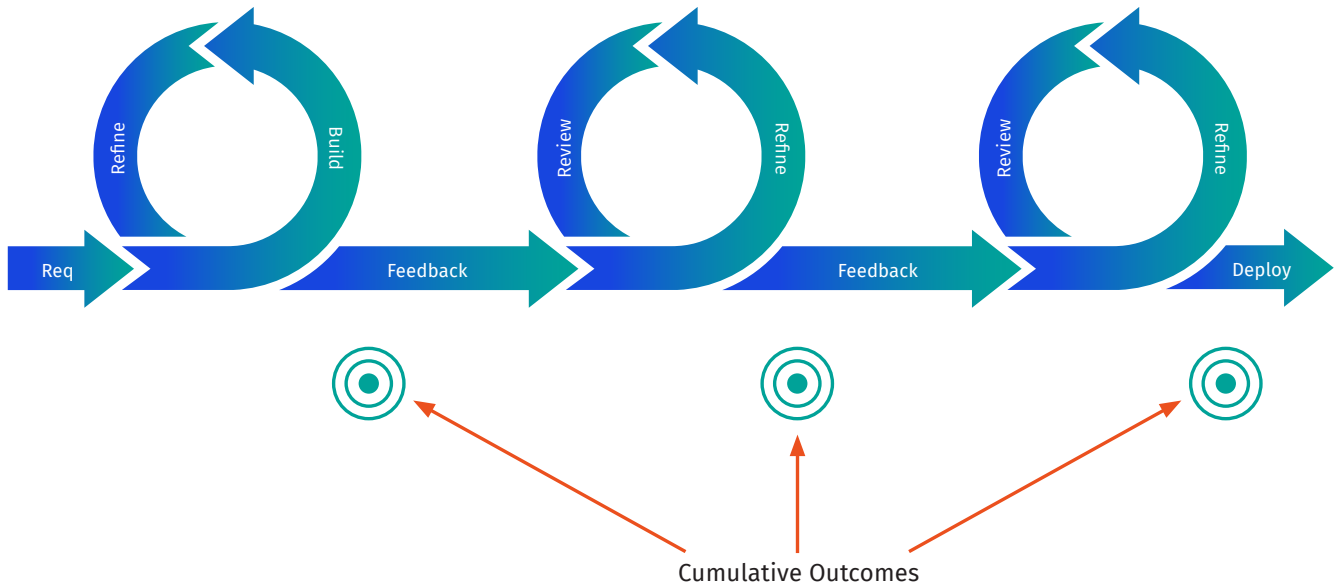 Refine
Build
Review
Refine
Review
Refine
Req
Feedback
Feedback
Deploy
Cumulative Outcomes